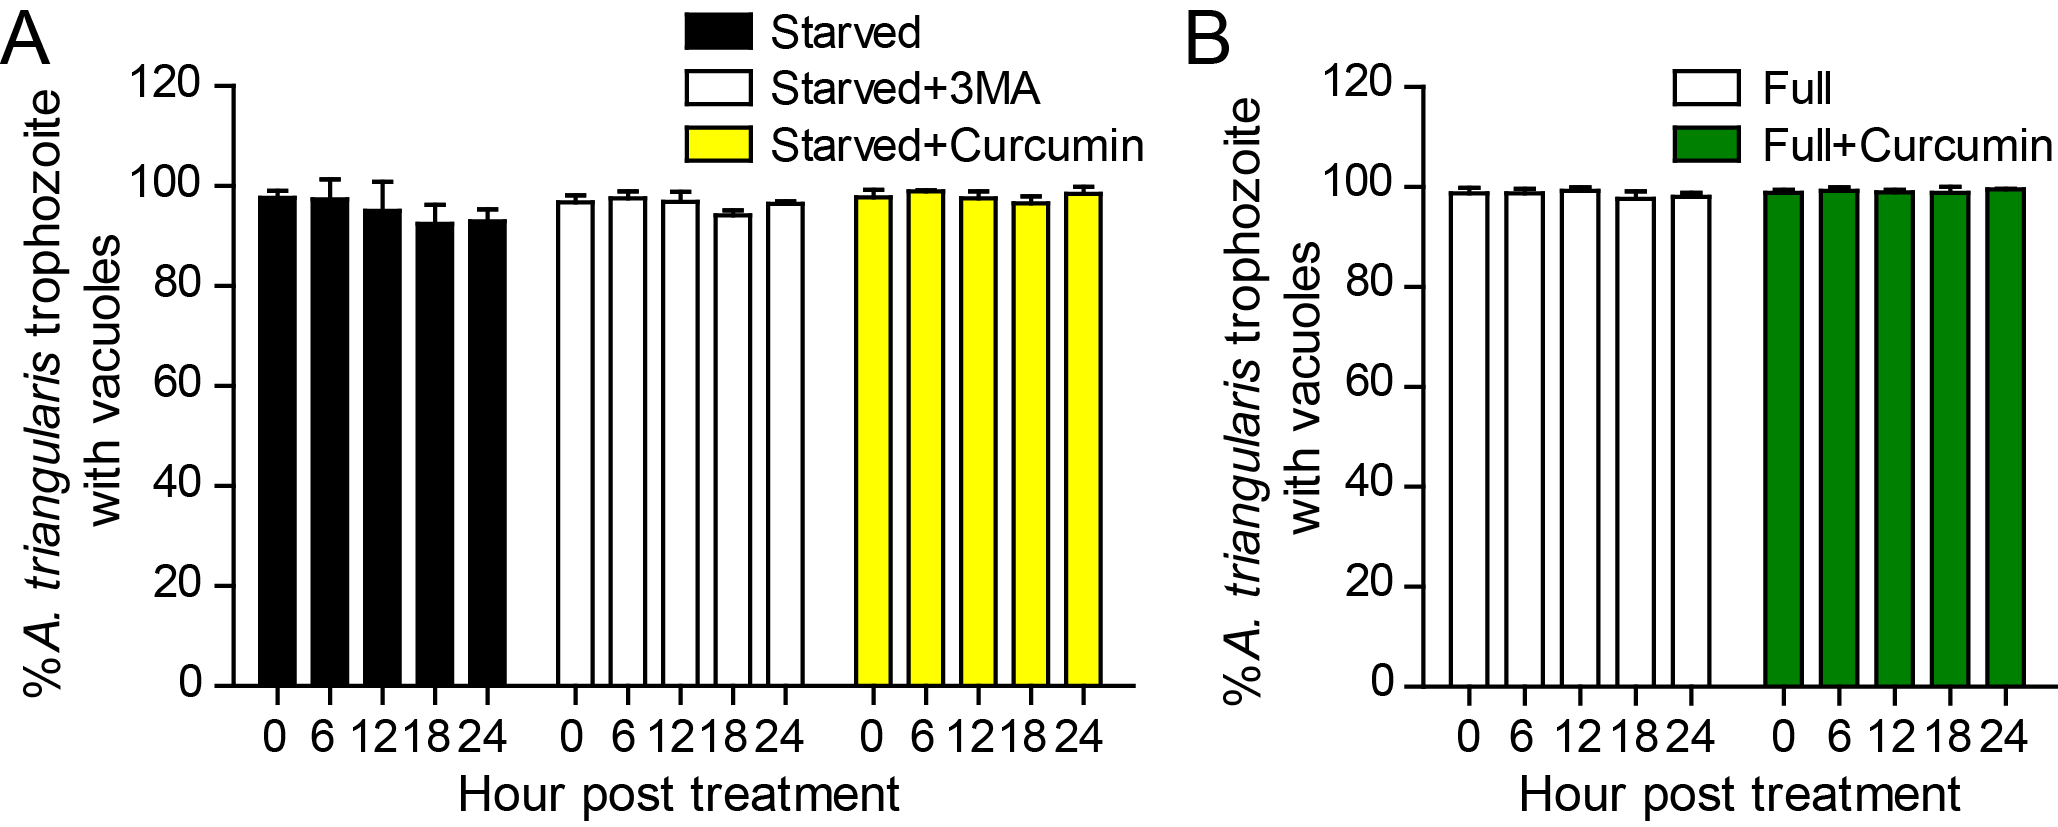 A
Starved
Starved+3MA
Starved+Curcumin
120
100
80
60
40
20
0
%A. triangularis trophozoite
with vacuoles
0 6 12 18 24 0 6 12 18 24 0 6 12 18 24
Hour post treatment
B
Full
Full+Curcumin
120
100
80
60
40
20
0
%A. triangularis trophozoite
with vacuoles
0 6 12 18 24 0 6 12 18 24
Hour post treatment